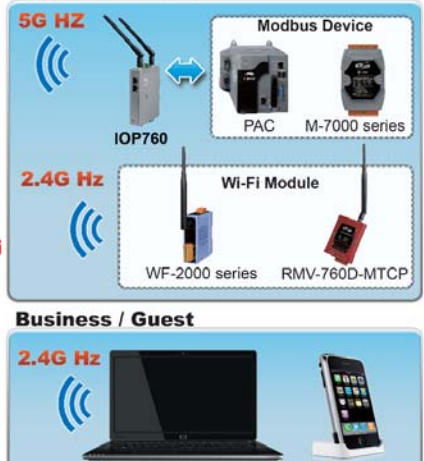 5G HZ
Modbus Device
IOP760
PAC
M-7000 series
2.4G Hz
Wi-Fi Module
WF-2000 series
RMV-760D-MTCP
Business / Guest
2.4G Hz